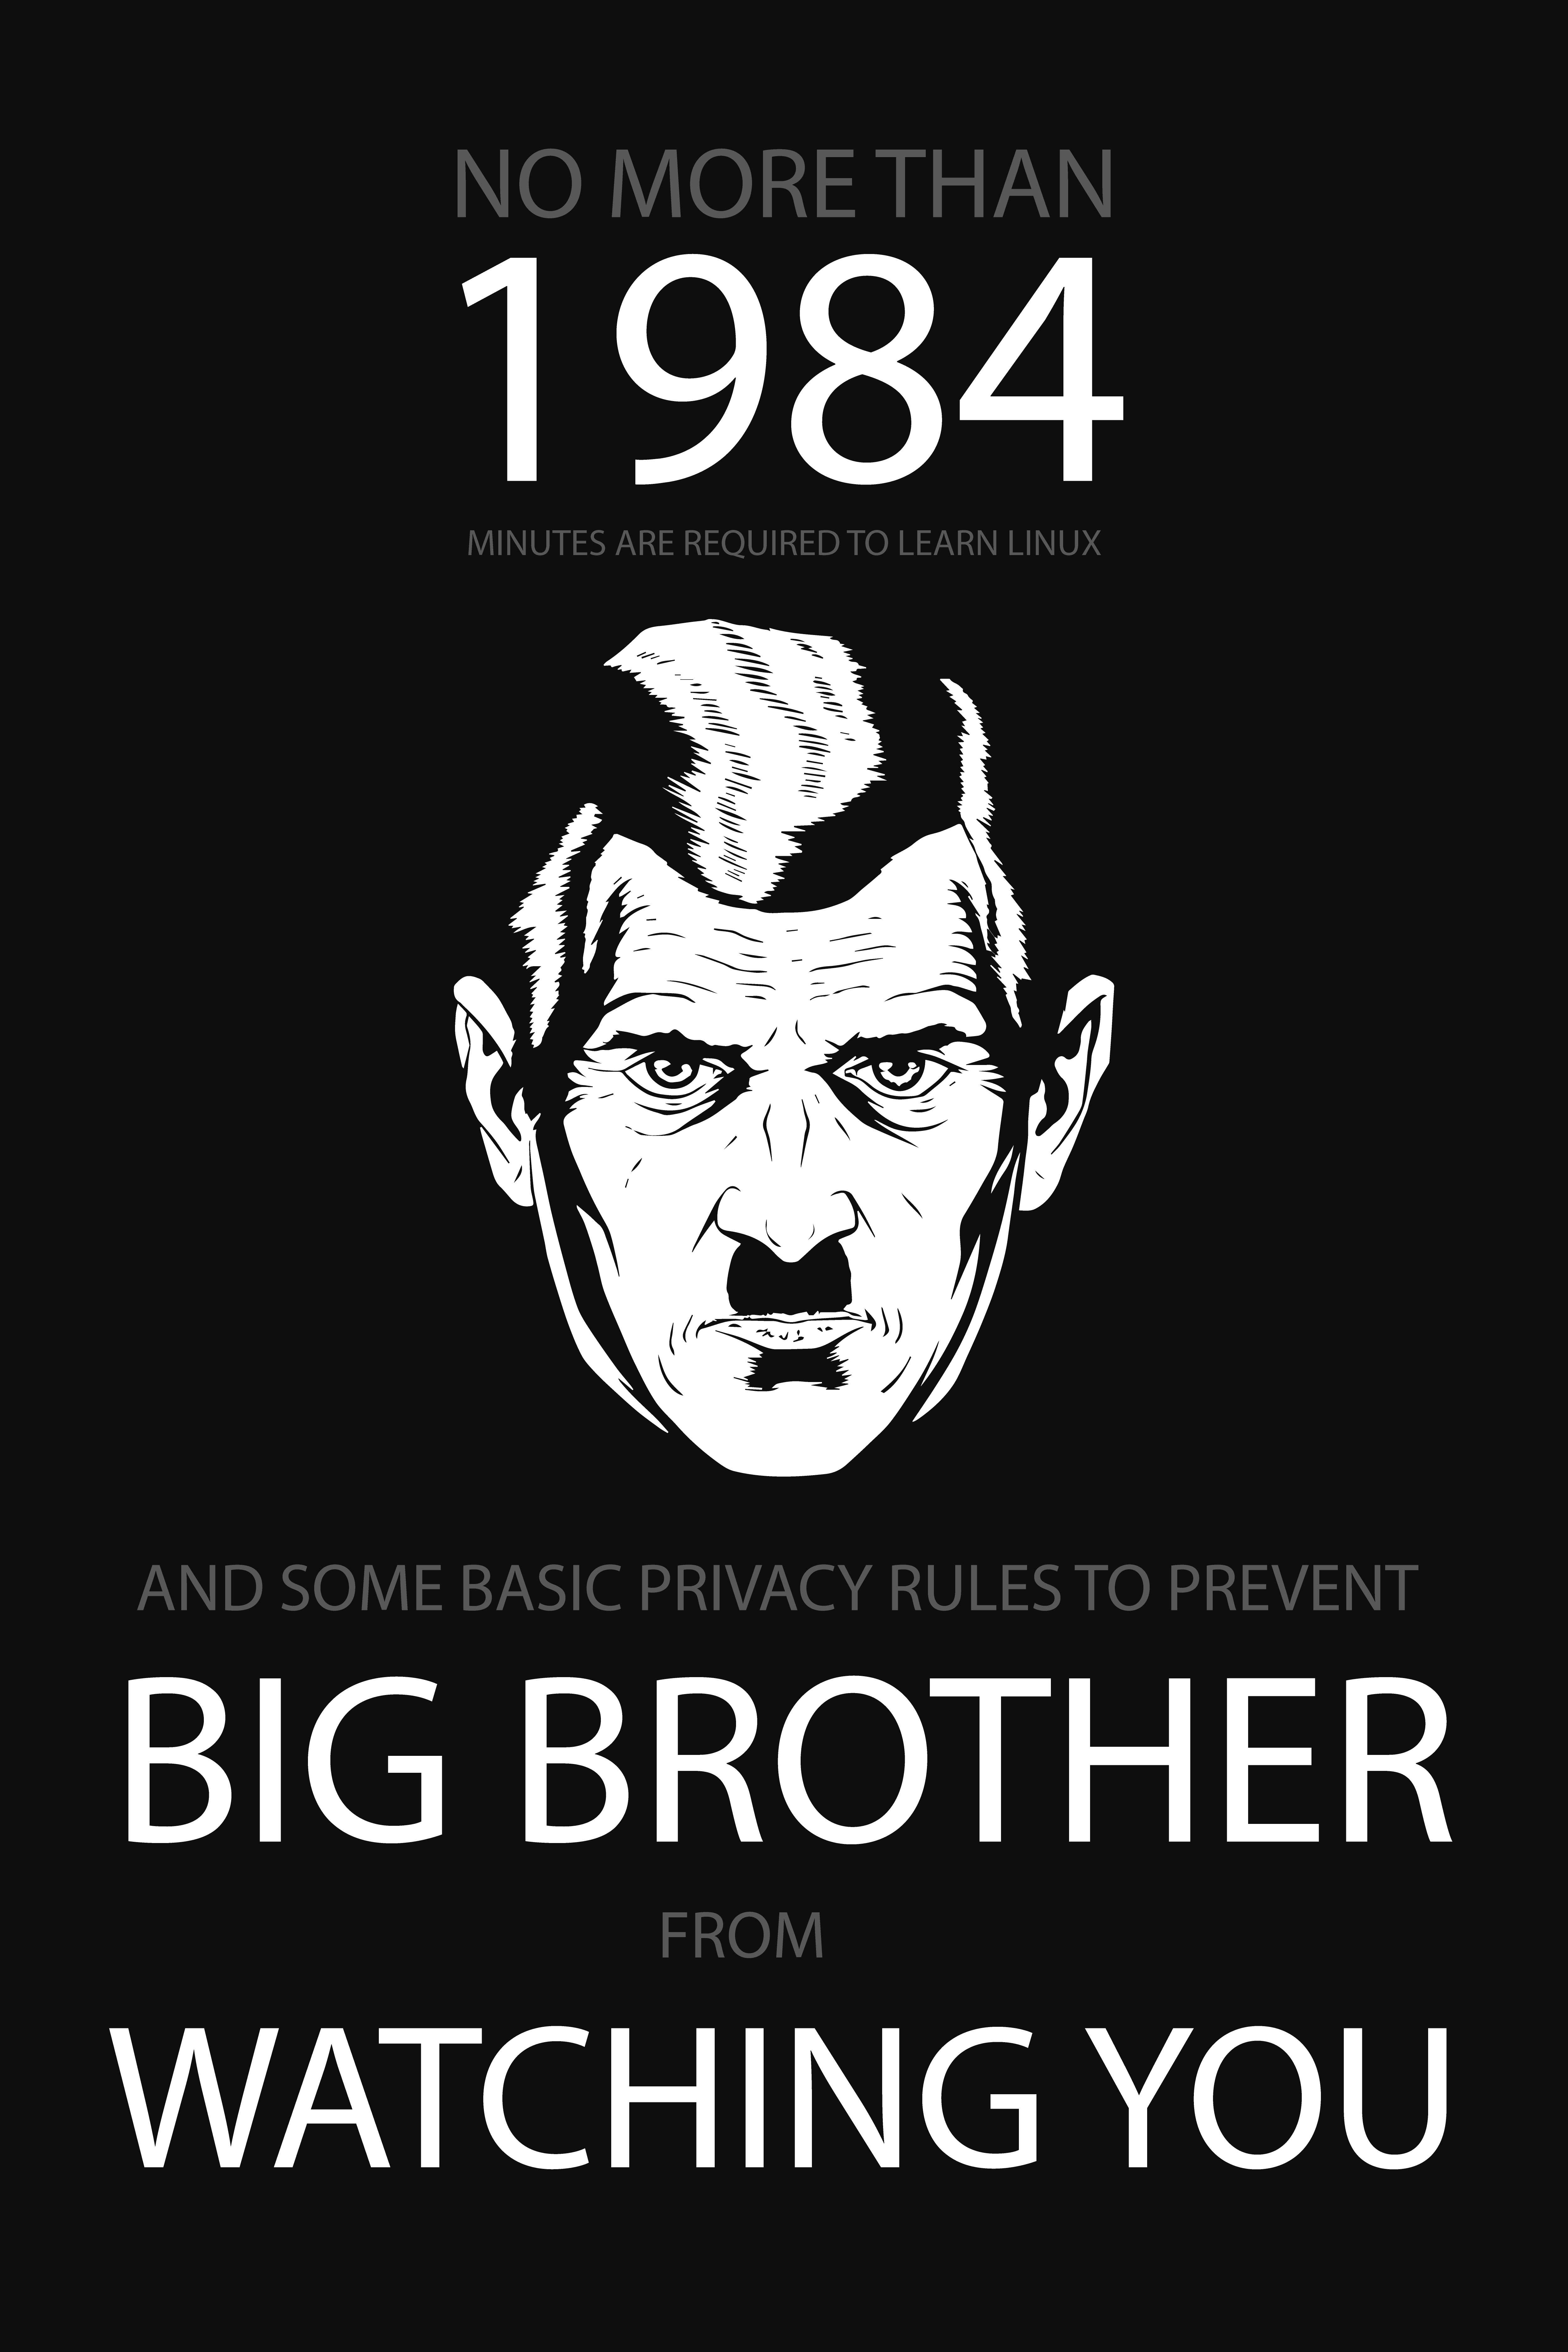 NO MORE THAN
1984
MINUTES ARE REQUIRED TO LEARN LINUX
AND SOME BASIC PRIVACY RULES TO PREVENT
BIG BROTHER
FROM
WATCHING YOU